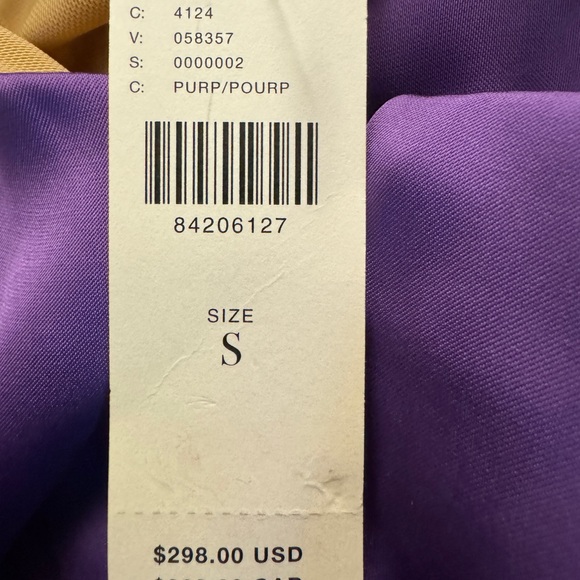 C: 4124
V: 058357
S: 0000002
C: PURP/POURP
84206127
SIZE
S
$298.00 USD